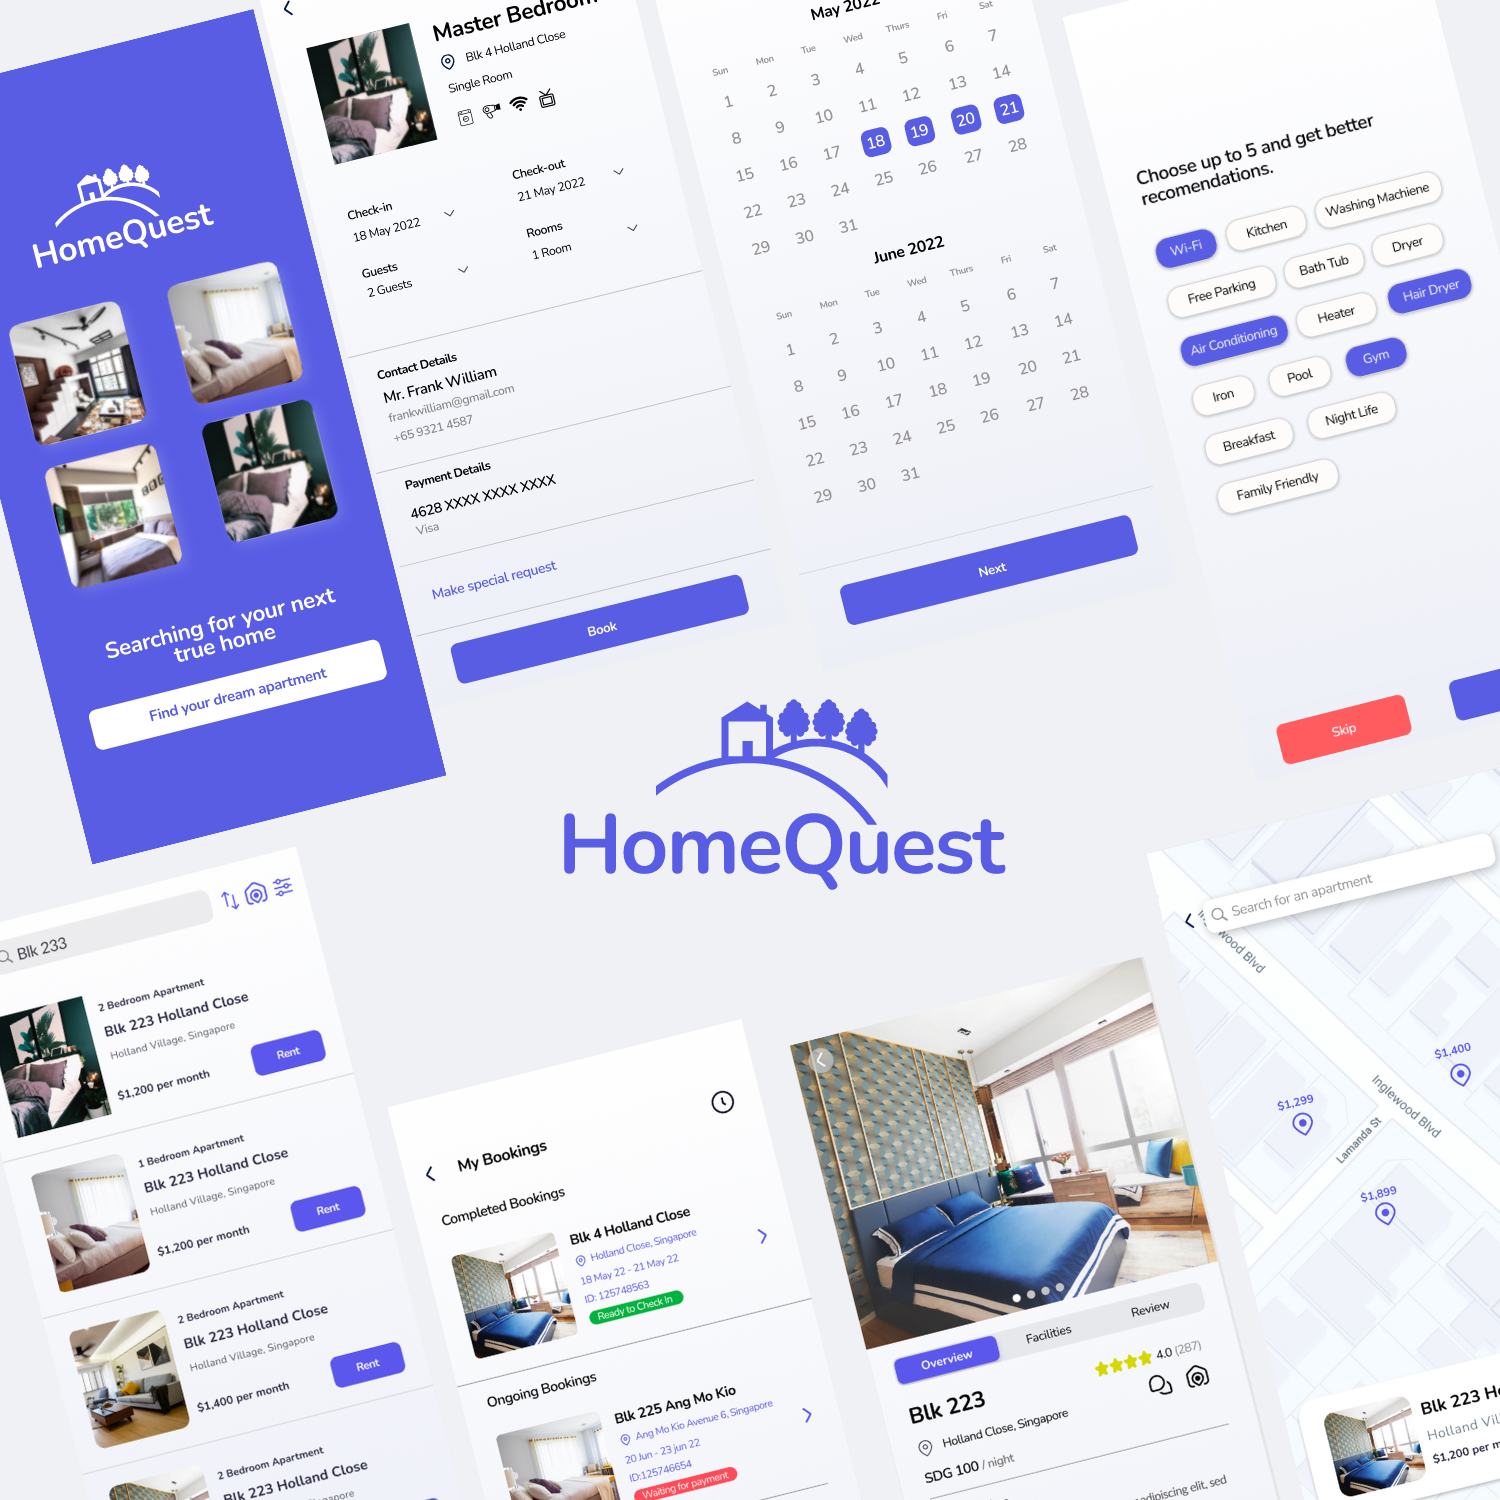 HomeQuest
Searching for your next
true home
Find your dream apartment
Master Bedroom
Blk 4 Holland Close
Single Room
Check-in
18 May 2022
Check-out
21 May 2022
Guests
2 Guests
Rooms
1 Room
Contact Details
Mr. Frank William
frankwilliam@gmail.com
+65 9321 4587
Payment Details
4628 XXXX XXXX XXXX
Visa
Make special request
Book
May 2022
Sun Mon Tue Wed Thurs Fri Sat
1 2 3 4 5 6 7
8 9 10 11 12 13 14
15 16 17 18 19 20 21
22 23 24 25 26 27 28
29 30 31
June 2022
Sun Mon Tue Wed Thurs Fri Sat
1 2 3 4 5 6 7
8 9 10 11 12 13 14
15 16 17 18 19 20 21
22 23 24 25 26 27 28
29 30 31
Next
Choose up to 5 and get better
recomendations.
Wi-Fi Kitchen Washing Machiene
Free Parking Bath Tub Dryer
Air Conditioning Heater Hair Dryer
Iron Pool Gym
Breakfast Night Life
Family Friendly
Skip
HomeQuest
Blk 233
2 Bedroom Apartment
Blk 223 Holland Close
Holland Village, Singapore
$1,200 per month
Rent
1 Bedroom Apartment
Blk 223 Holland Close
Holland Village, Singapore
$1,200 per month
Rent
2 Bedroom Apartment
Blk 223 Holland Close
Holland Village, Singapore
$1,400 per month
Rent
2 Bedroom Apartment
Blk 223 Holland Close
Singapore
My Bookings
Completed Bookings
Blk 4 Holland Close
Holland Close, Singapore
18 May 22 - 21 May 22
ID: 125748563
Ready to Check In
Ongoing Bookings
Blk 225 Ang Mo Kio
Ang Mo Kio Avenue 6, Singapore
20 Jun - 23 jun 22
ID:125746654
Waiting for payment
Overview
Facilities
Review
4.0 (287)
Blk 223
Holland Close, Singapore
SDG 100 / night
adipiscing elit, sed
Search for an apartment
wood Blvd
$1,400
$1,299
Inglewood Blvd
Lamanda St
$1,899
Blk 223 H
Holland Vil
$1,200 per m